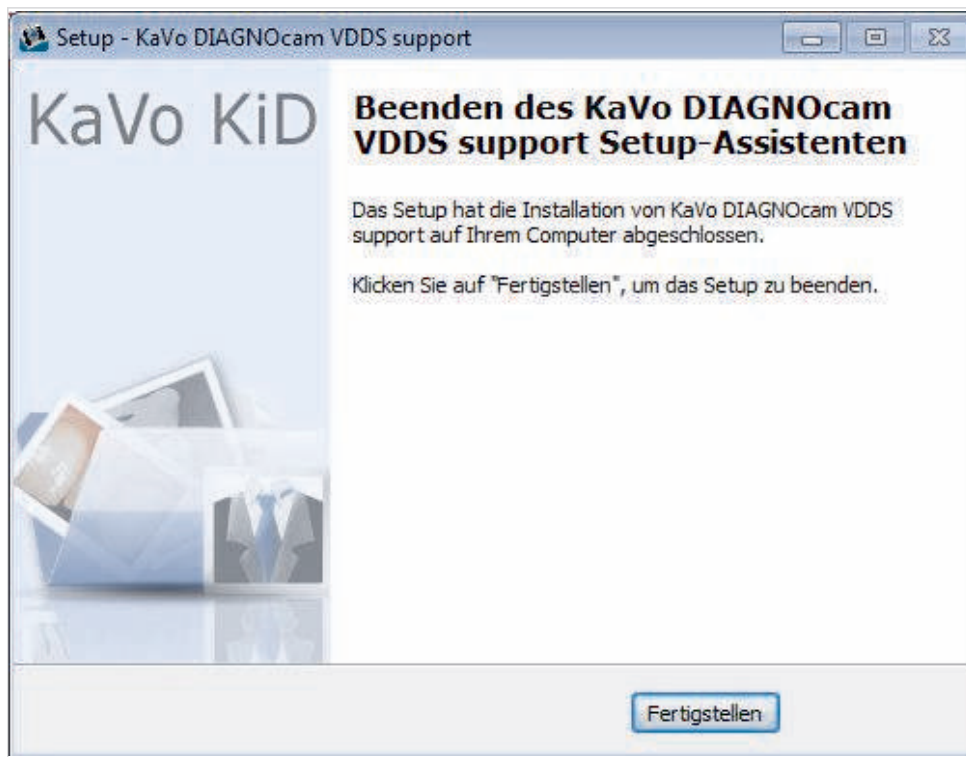 Setup - KaVo DIAGNOcam VDDS support
KaVo KiD
Beenden des KaVo DIAGNOcam
VDDS support Setup-Assistenten
Das Setup hat die Installation von KaVo DIAGNOcam VDDS
support auf Ihrem Computer abgeschlossen.
Klicken Sie auf "Fertigstellen", um das Setup zu beenden.
Fertigstellen